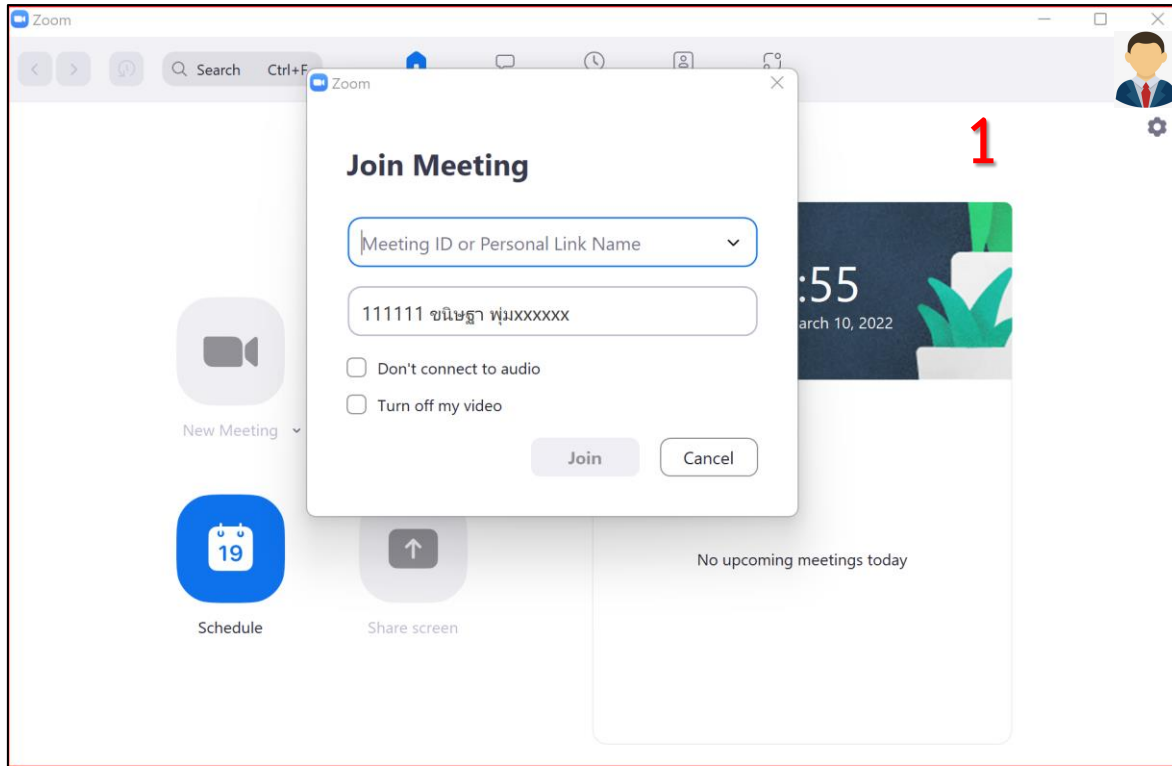 Zoom
Search Ctrl+F
Zoom
1
Join Meeting
Meeting ID or Personal Link Name
:55
arch 10, 2022
111111 ขนิษฐา พุ่มxxxxxx
Don't connect to audio
Turn off my video
New Meeting
Join
Cancel
19
No upcoming meetings today
Schedule
Share screen